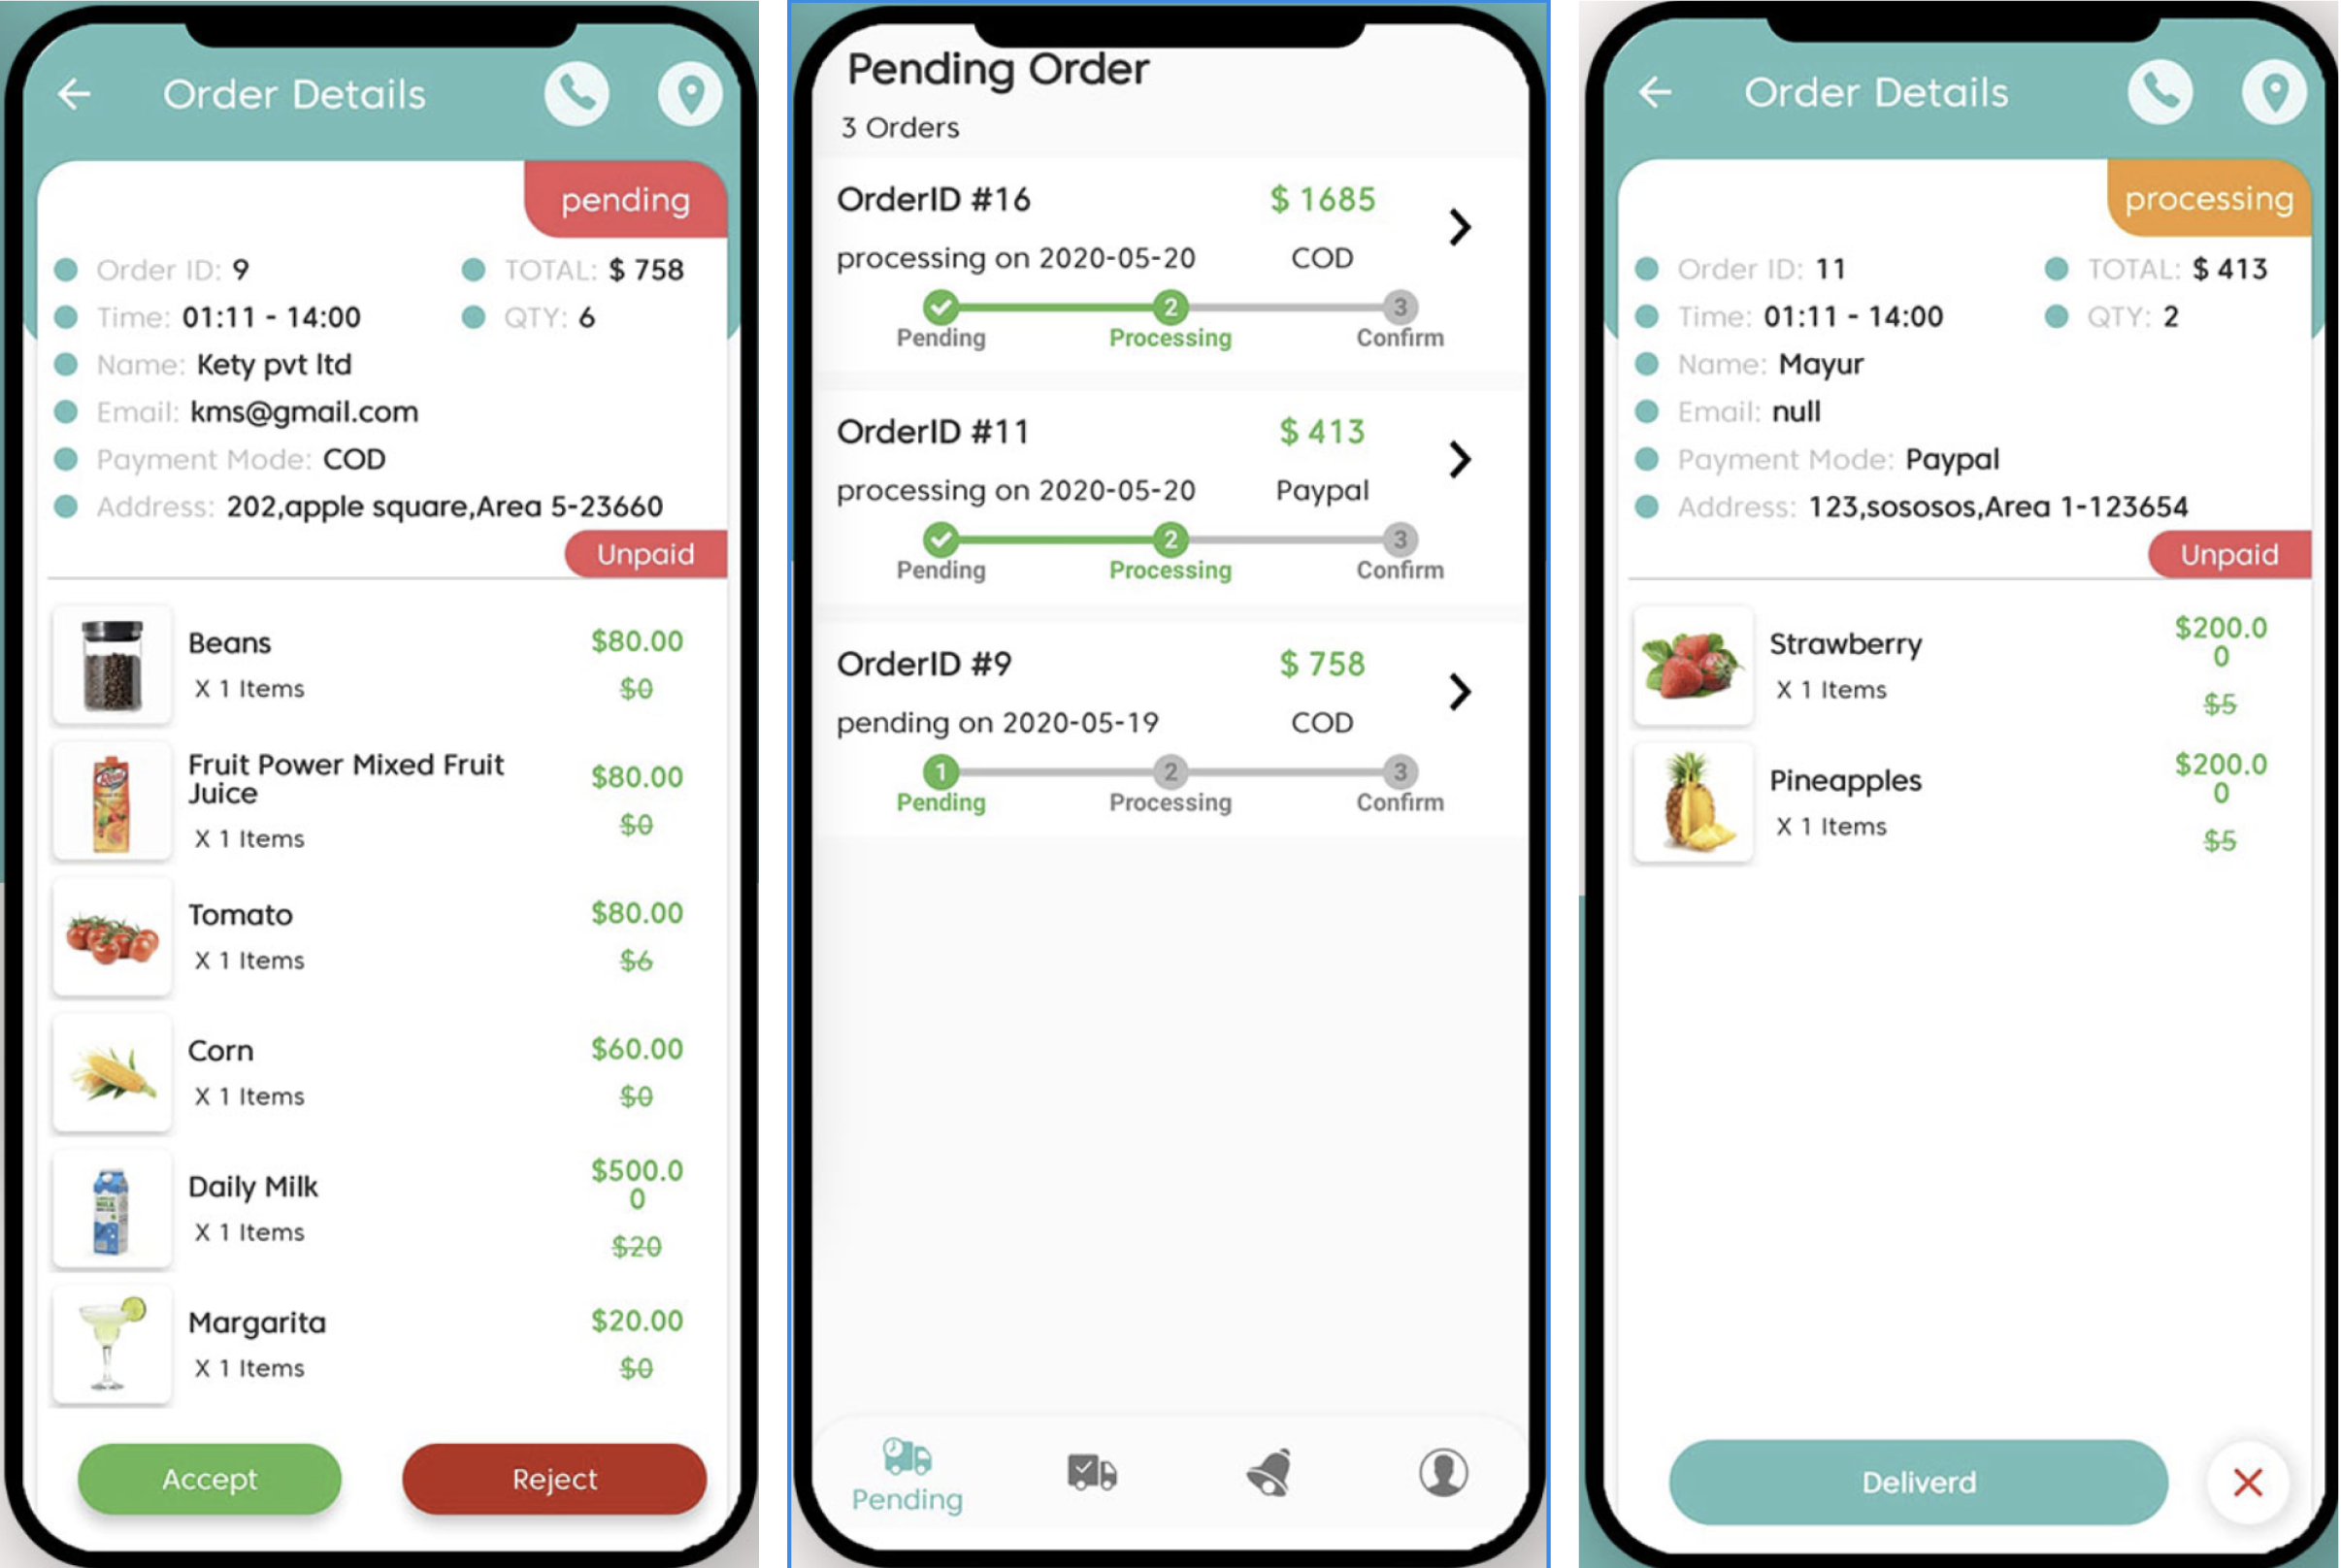 Order Details
pending
Order ID: 9
TOTAL: $ 758
Time: 01:11 - 14:00
QTY: 6
Name: Kety pvt ltd
Email: kms@gmail.com
Payment Mode: COD
Address: 202,apple square,Area 5-23660
Unpaid
Beans
$80.00
X 1 Items
$0
Fruit Power Mixed Fruit
Juice
$80.00
X 1 Items
$0
Tomato
$80.00
X 1 Items
$6
Corn
$60.00
X 1 Items
$0
Daily Milk
$500.0
0
X 1 Items
$20
Margarita
$20.00
X 1 Items
$0
Accept
Reject
Pending Order
3 Orders
OrderID #16
$ 1685
processing on 2020-05-20
COD
2
3
Pending
Processing
Confirm
OrderID #11
$ 413
processing on 2020-05-20
Paypal
2
3
Pending
Processing
Confirm
OrderID #9
$ 758
pending on 2020-05-19
COD
1
2
3
Pending
Processing
Confirm
Pending
Order Details
processing
Order ID: 11
TOTAL: $ 413
Time: 01:11 - 14:00
QTY: 2
Name: Mayur
Email: null
Payment Mode: Paypal
Address: 123,sososos,Area 1-123654
Unpaid
Strawberry
$200.0
0
X 1 Items
$5
Pineapples
$200.0
0
X 1 Items
$5
Deliverd